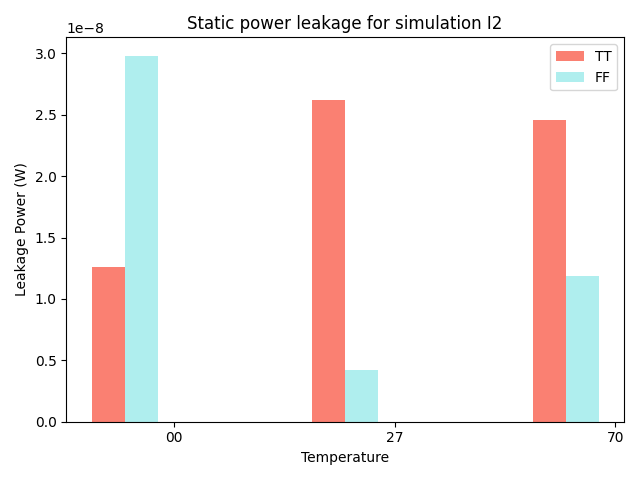 Static power leakage for simulation I2
1e−8
TT
FF
3.0
2.5
2.0
1.5
1.0
0.5
0.0
Leakage Power (W)
00
27
70
Temperature